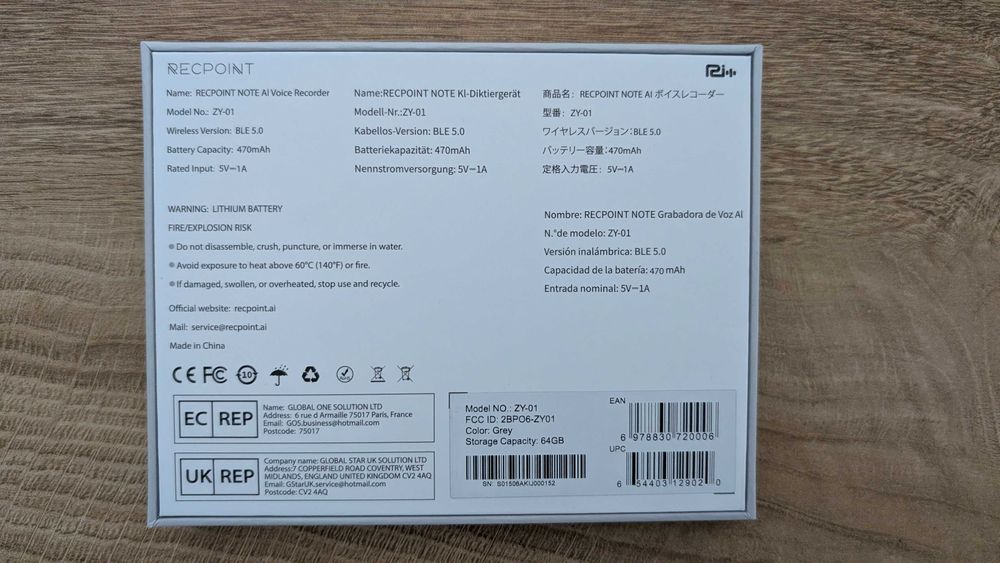 RECPOINT
Name: RECPOINT NOTE AI Voice Recorder
Model No.: ZY-01
Wireless Version: BLE 5.0
Battery Capacity: 470mAh
Rated Input: 5V⎓1A
Name:RECPOINT NOTE KI-Diktiergerät
Modell-Nr.:ZY-01
Kabellos-Version: BLE 5.0
Batteriekapazität: 470mAh
Nennstromversorgung: 5V⎓1A
商品名: RECPOINT NOTE AI ボイスレコーダー
型番: ZY-01
ワイヤレスバージョン:BLE 5.0
バッテリー容量:470mAh
定格入力電圧: 5V⎓1A
WARNING: LITHIUM BATTERY
FIRE/EXPLOSION RISK
● Do not disassemble, crush, puncture, or immerse in water.
● Avoid exposure to heat above 60°C (140°F) or fire.
● If damaged, swollen, or overheated, stop use and recycle.
Nombre: RECPOINT NOTE Grabadora de Voz AI
N.°de modelo: ZY-01
Versión inalámbrica: BLE 5.0
Capacidad de la batería: 470 mAh
Entrada nominal: 5V⎓1A
Official website: recpoint.ai
Mail: service@recpoint.ai
Made in China
CE FC 10
EC REP
Name: GLOBAL ONE SOLUTION LTD
Address: 6 rue d Armaille 75017 Paris, France
Email: GO5.business@hotmail.com
Postcode: 75017
UK REP
Company name: GLOBAL STAR UK SOLUTION LTD
Address:7 COPPERFIELD ROAD COVENTRY, WEST
MIDLANDS, ENGLAND UNITED KINGDOM CV2 4AQ
Email: GStarUK.service@hotmail.com
Postcode: CV2 4AQ
Model NO.: ZY-01
FCC ID: 2BPO6-ZY01
Color: Grey
Storage Capacity: 64GB
SN: S01506AKU000152
EAN
6 978830 720006
UPC
6 54403 12902 0